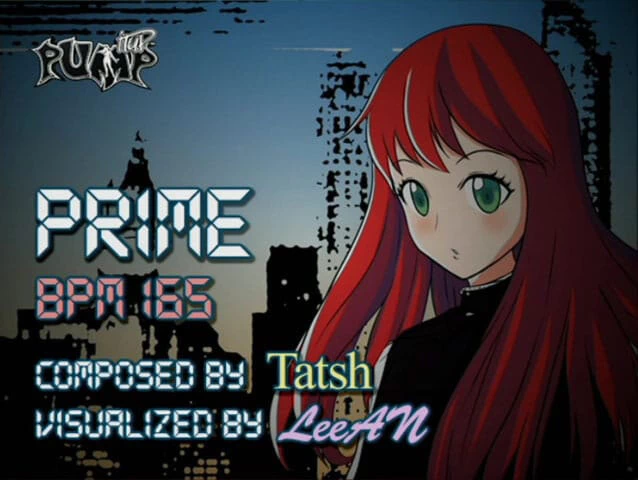 PUMP
it up
PRIME
BPM 165
COMPOSED BY Tatsh
VISUALIZED BY LeeAN